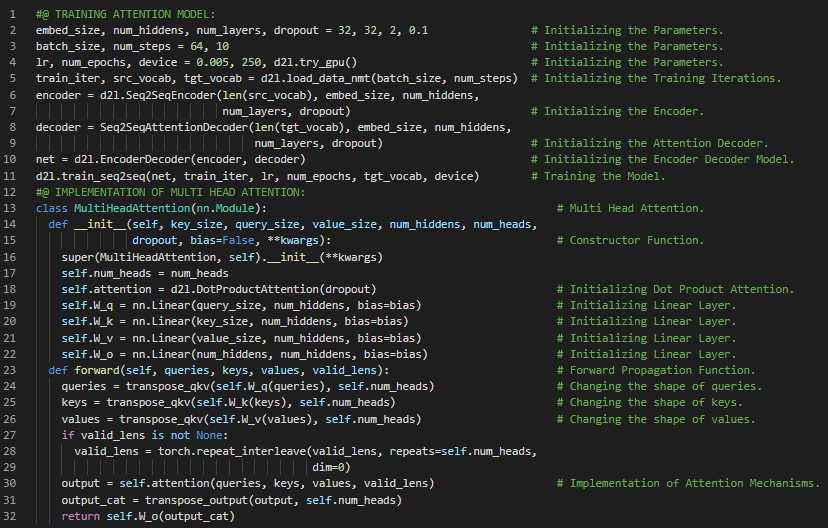 1 #@ TRAINING ATTENTION MODEL:
2 embed_size, num_hiddens, num_layers, dropout = 32, 32, 2, 0.1 # Initializing the Parameters.
3 batch_size, num_steps = 64, 10 # Initializing the Parameters.
4 lr, num_epochs, device = 0.005, 250, d2l.try_gpu() # Initializing the Parameters.
5 train_iter, src_vocab, tgt_vocab = d2l.load_data_nmt(batch_size, num_steps) # Initializing the Training Iterations.
6 encoder = d2l.Seq2SeqEncoder(len(src_vocab), embed_size, num_hiddens,
7 num_layers, dropout) # Initializing the Encoder.
8 decoder = Seq2SeqAttentionDecoder(len(tgt_vocab), embed_size, num_hiddens,
9 num_layers, dropout) # Initializing the Attention Decoder.
10 net = d2l.EncoderDecoder(encoder, decoder) # Initializing the Encoder Decoder Model.
11 d2l.train_seq2seq(net, train_iter, lr, num_epochs, tgt_vocab, device) # Training the Model.
12 #@ IMPLEMENTATION OF MULTI HEAD ATTENTION:
13 class MultiHeadAttention(nn.Module): # Multi Head Attention.
14 def __init__(self, key_size, query_size, value_size, num_hiddens, num_heads,
15 dropout, bias=False, **kwargs): # Constructor Function.
16 super(MultiHeadAttention, self).__init__(**kwargs)
17 self.num_heads = num_heads
18 self.attention = d2l.DotProductAttention(dropout) # Initializing Dot Product Attention.
19 self.W_q = nn.Linear(query_size, num_hiddens, bias=bias) # Initializing Linear Layer.
20 self.W_k = nn.Linear(key_size, num_hiddens, bias=bias) # Initializing Linear Layer.
21 self.W_v = nn.Linear(value_size, num_hiddens, bias=bias) # Initializing Linear Layer.
22 self.W_o = nn.Linear(num_hiddens, num_hiddens, bias=bias) # Initializing Linear Layer.
23 def forward(self, queries, keys, values, valid_lens): # Forward Propagation Function.
24 queries = transpose_qkv(self.W_q(queries), self.num_heads) # Changing the shape of queries.
25 keys = transpose_qkv(self.W_k(keys), self.num_heads) # Changing the shape of keys.
26 values = transpose_qkv(self.W_v(values), self.num_heads) # Changing the shape of values.
27 if valid_lens is not None:
28 valid_lens = torch.repeat_interleave(valid_lens, repeats=self.num_heads,
29 dim=0)
30 output = self.attention(queries, keys, values, valid_lens) # Implementation of Attention Mechanisms.
31 output_cat = transpose_output(output, self.num_heads)
32 return self.W_o(output_cat)